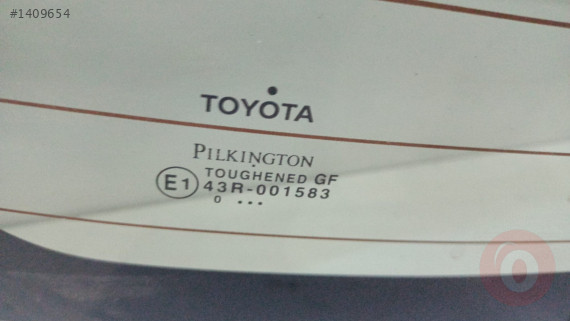 #1409654
TOYOTA
PILKINGTON
TOUGHENED GF
E1 43R-001583
0 ...